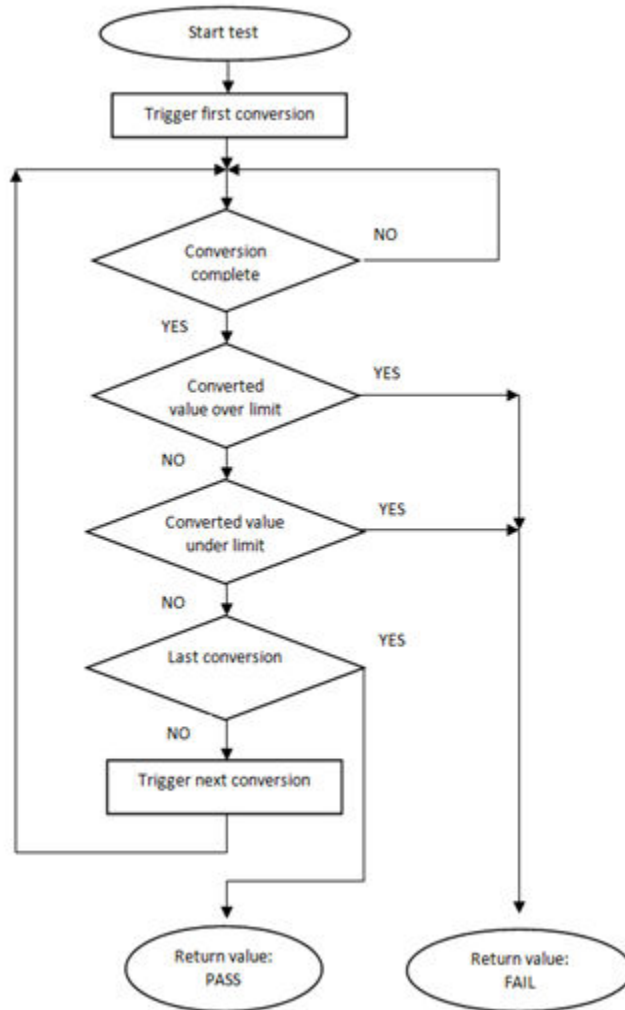 Start test
Trigger first conversion
NO
Conversion
complete
YES
YES
Converted
value over limit
NO
YES
Converted value
under limit
NO
YES
Last conversion
NO
Trigger next conversion
Return value:
PASS
Return value:
FAIL